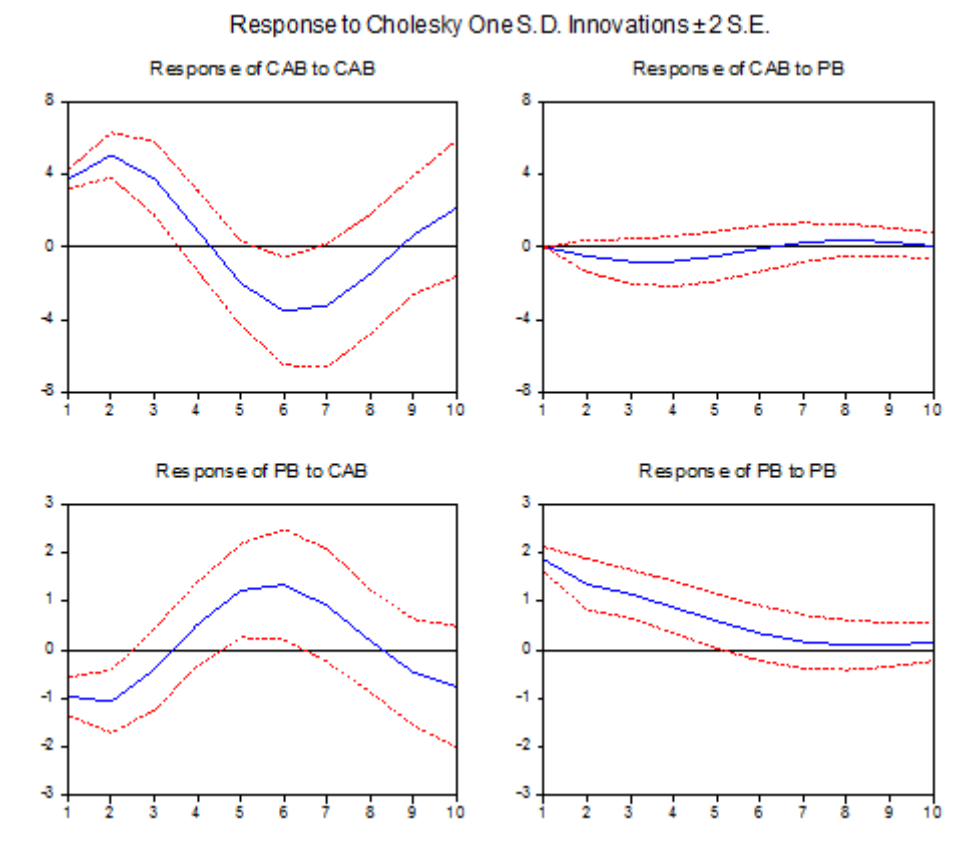 Response to Cholesky One S.D. Innovations ± 2 S.E.
Response of CAB to CAB
Response of CAB to PB
8
4
0
-4
-8
1 2 3 4 5 6 7 8 9 10
8
4
0
-4
-8
1 2 3 4 5 6 7 8 9 10
Response of PB to CAB
Response of PB to PB
3
2
1
0
-1
-2
-3
1 2 3 4 5 6 7 8 9 10
3
2
1
0
-1
-2
-3
1 2 3 4 5 6 7 8 9 10